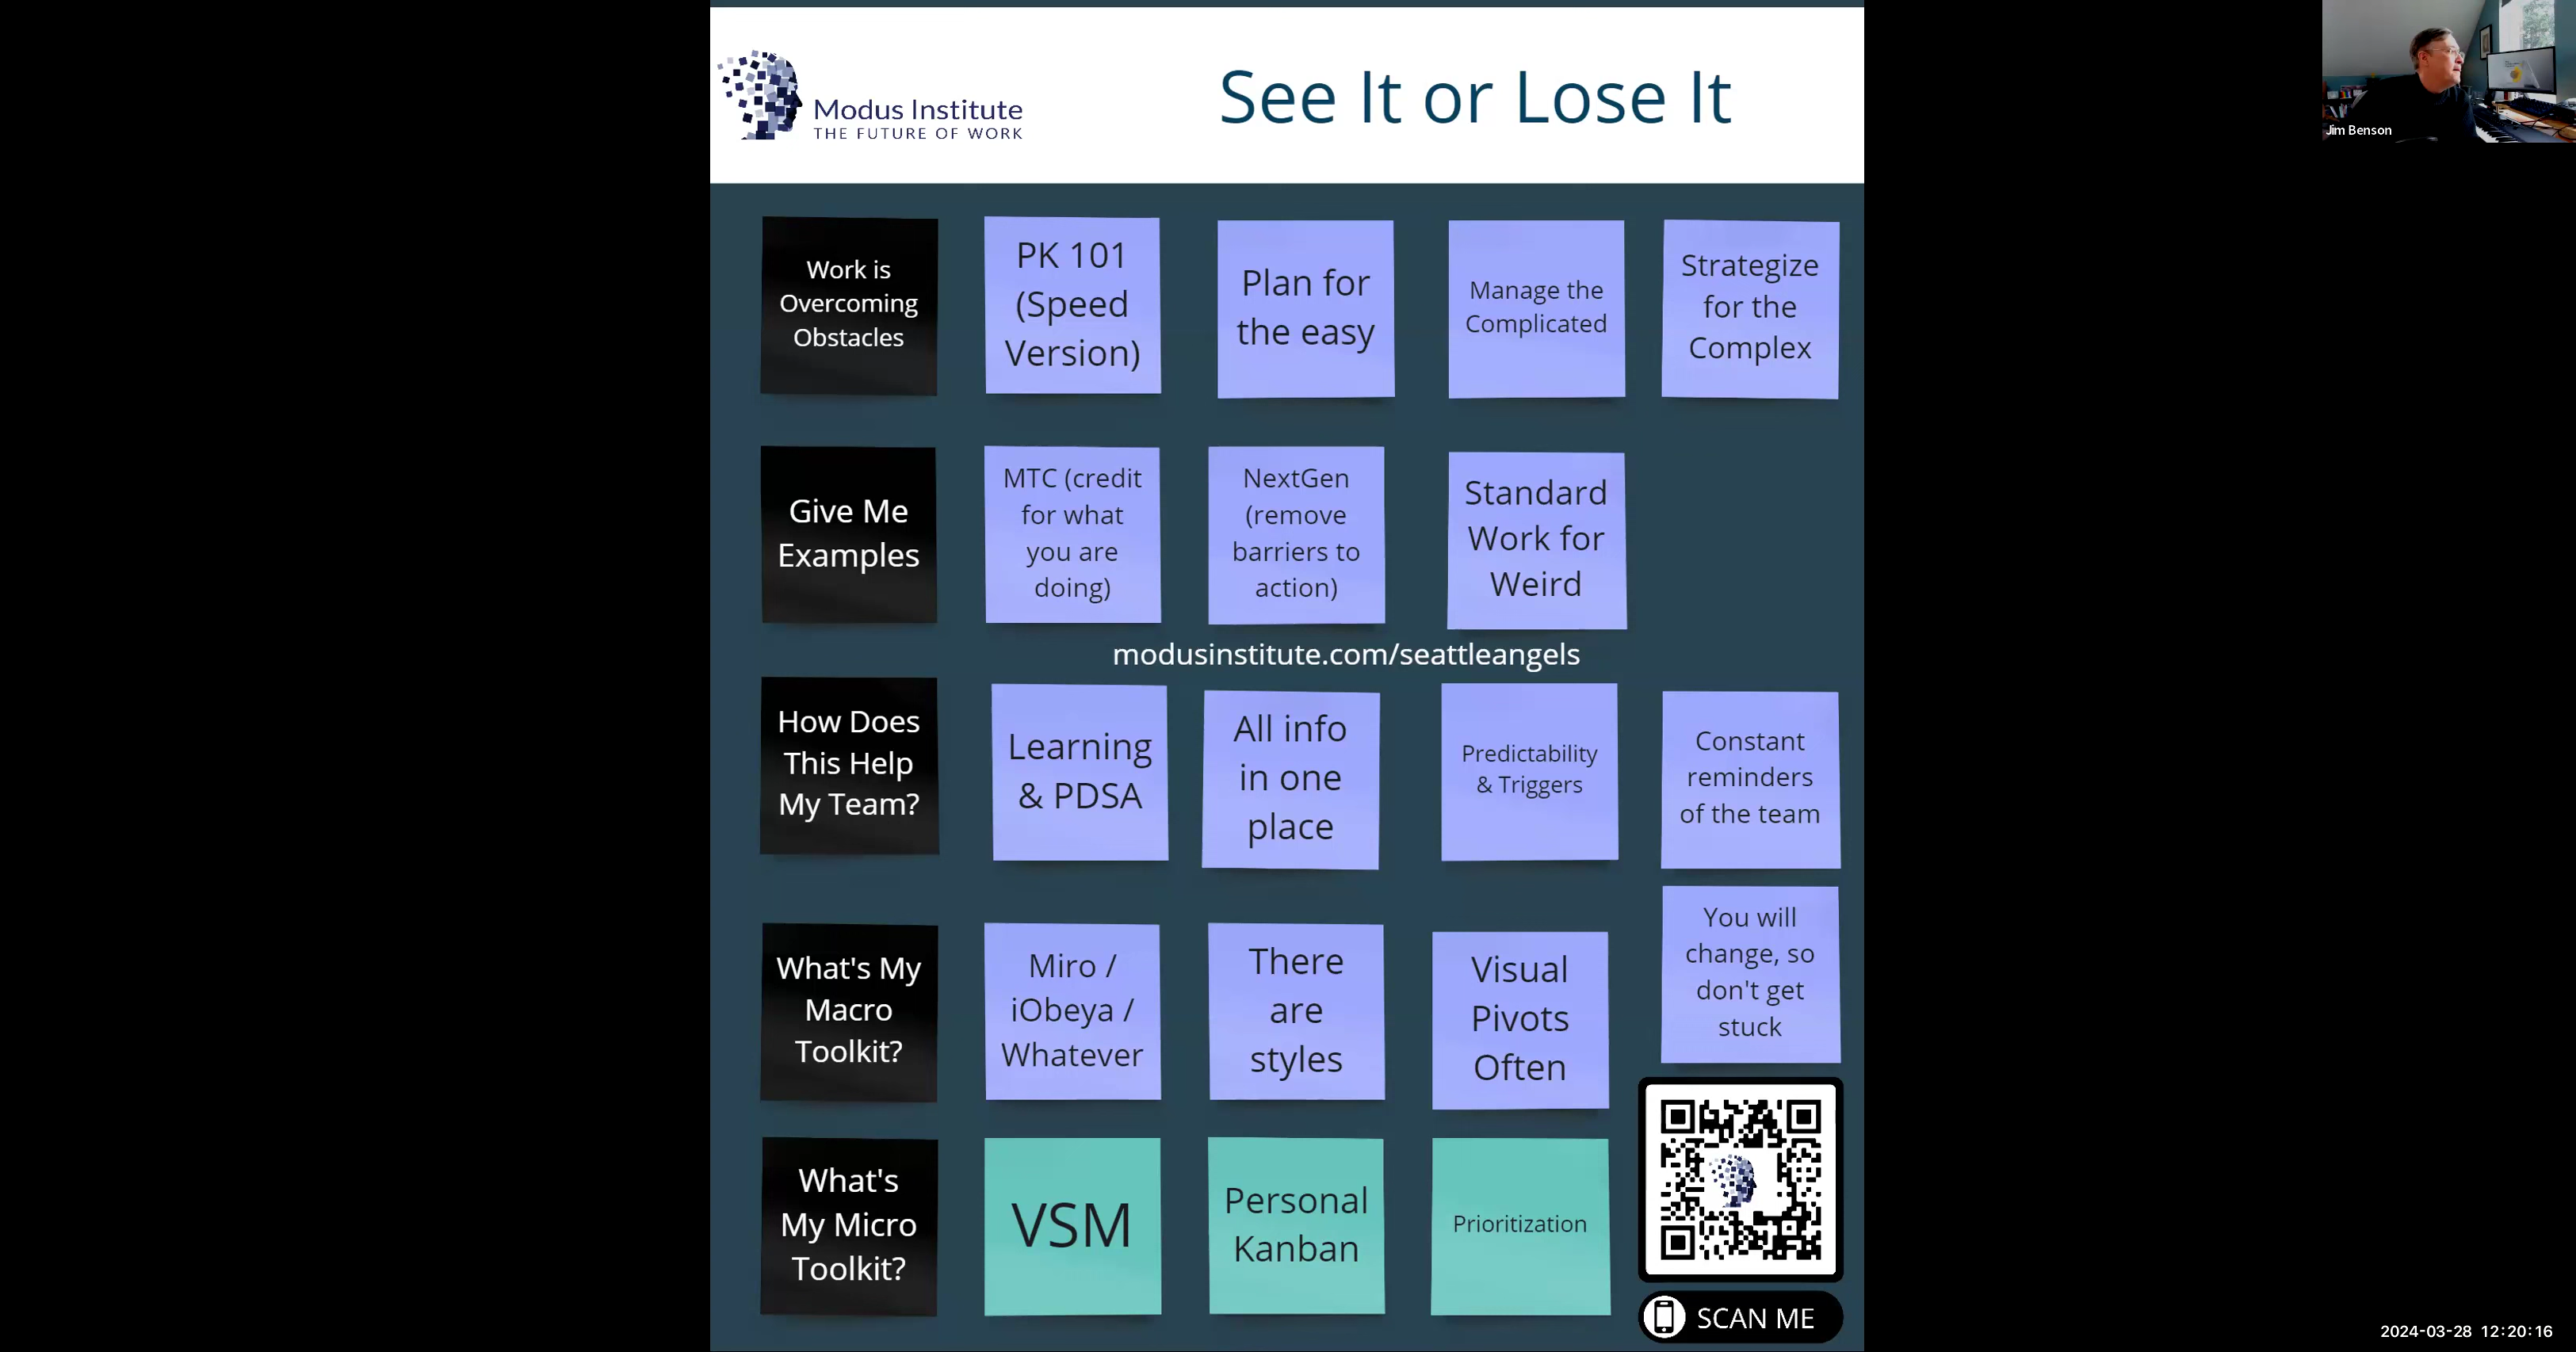 Modus Institute
THE FUTURE OF WORK
See It or Lose It
Jim Benson
Work is
Overcoming
Obstacles
PK 101
(Speed
Version)
Plan for
the easy
Manage the
Complicated
Strategize
for the
Complex
Give Me
Examples
MTC (credit
for what
you are
doing)
NextGen
(remove
barriers to
action)
Standard
Work for
Weird
modusinstitute.com/seattleangels
How Does
This Help
My Team?
Learning
& PDSA
All info
in one
place
Predictability
& Triggers
Constant
reminders
of the team
What's My
Macro
Toolkit?
Miro /
iObeya /
Whatever
There
are
styles
Visual
Pivots
Often
You will
change, so
don't get
stuck
What's
My Micro
Toolkit?
VSM
Personal
Kanban
Prioritization
SCAN ME
2024-03-28 12:20:16